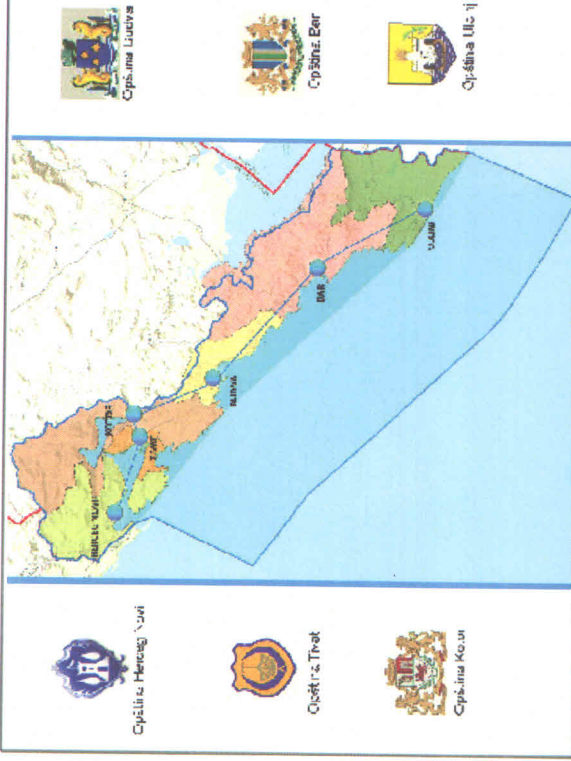 Opština Budva
Opština Bar
Opština Ulcinj
HERCEG NOVI
KOTOR
TIVAT
BUDVA
BAR
ULCINJ
Opština Herceg Novi
Opština Tivat
Opština Kotor